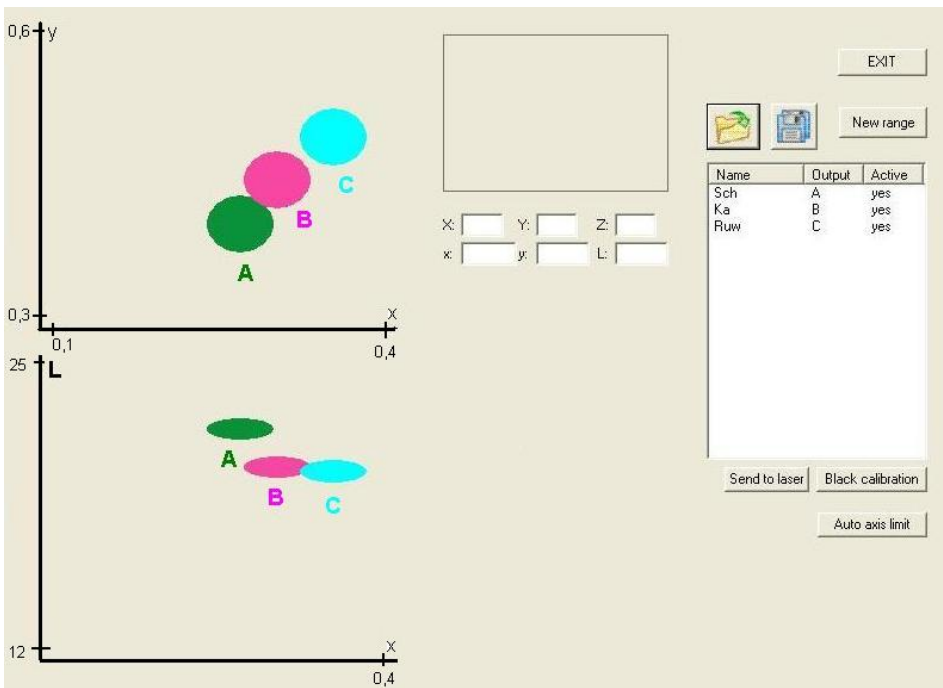 0,6
y
C
B
A
0,3
x
0,1
0,4
25
L
A
B
C
12
x
0,4
X: Y: Z:
x: y: L:
EXIT
New range
Name Output Active
Sch A yes
Ka B yes
Ruw C yes
Send to laser Black calibration
Auto axis limit